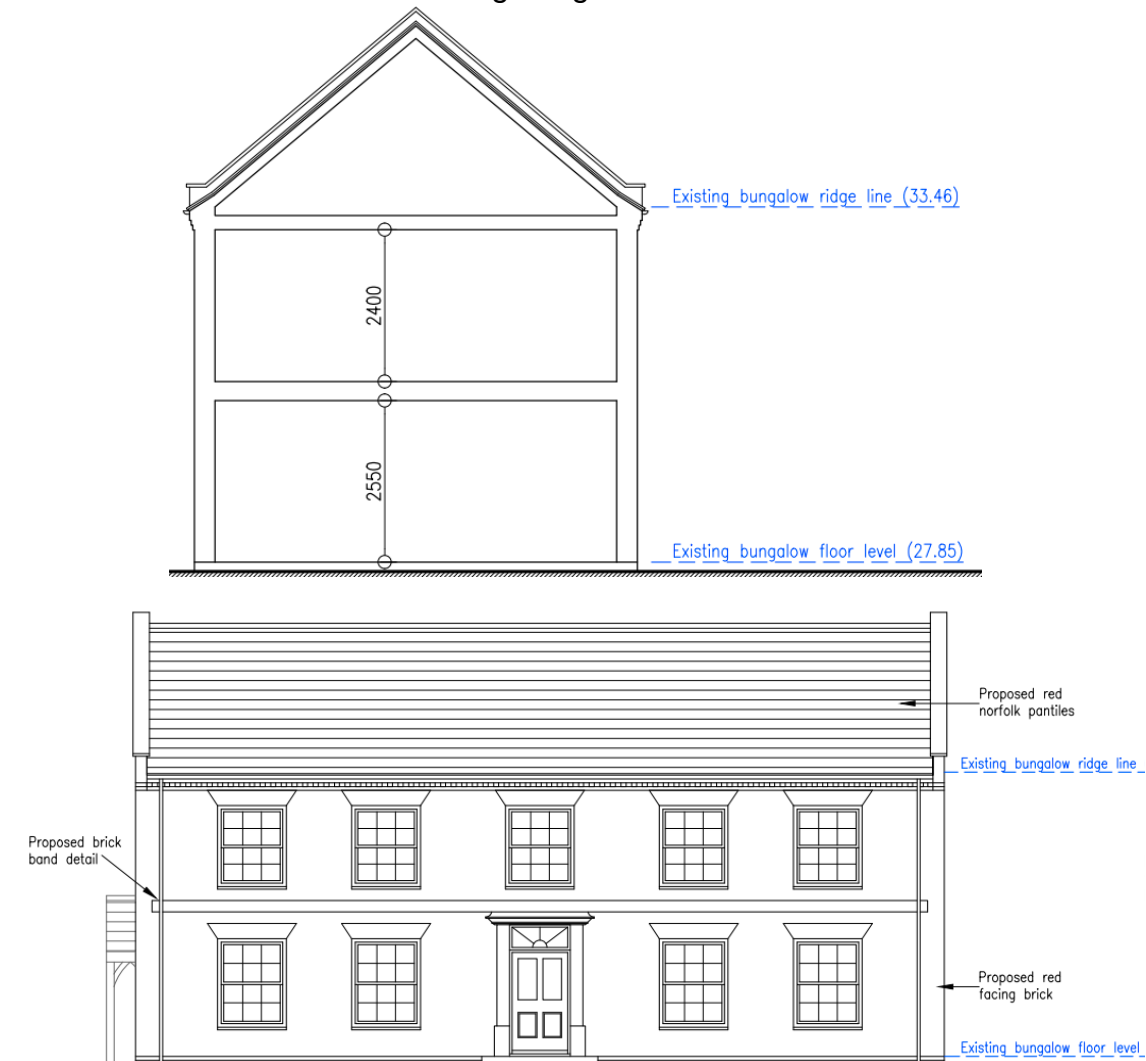 Existing bungalow ridge line (33.46)
2400
2550
Existing bungalow floor level (27.85)
Proposed red
norfolk pantiles
Existing bungalow ridge line
Proposed brick
band detail
Proposed red
facing brick
Existing bungalow floor level